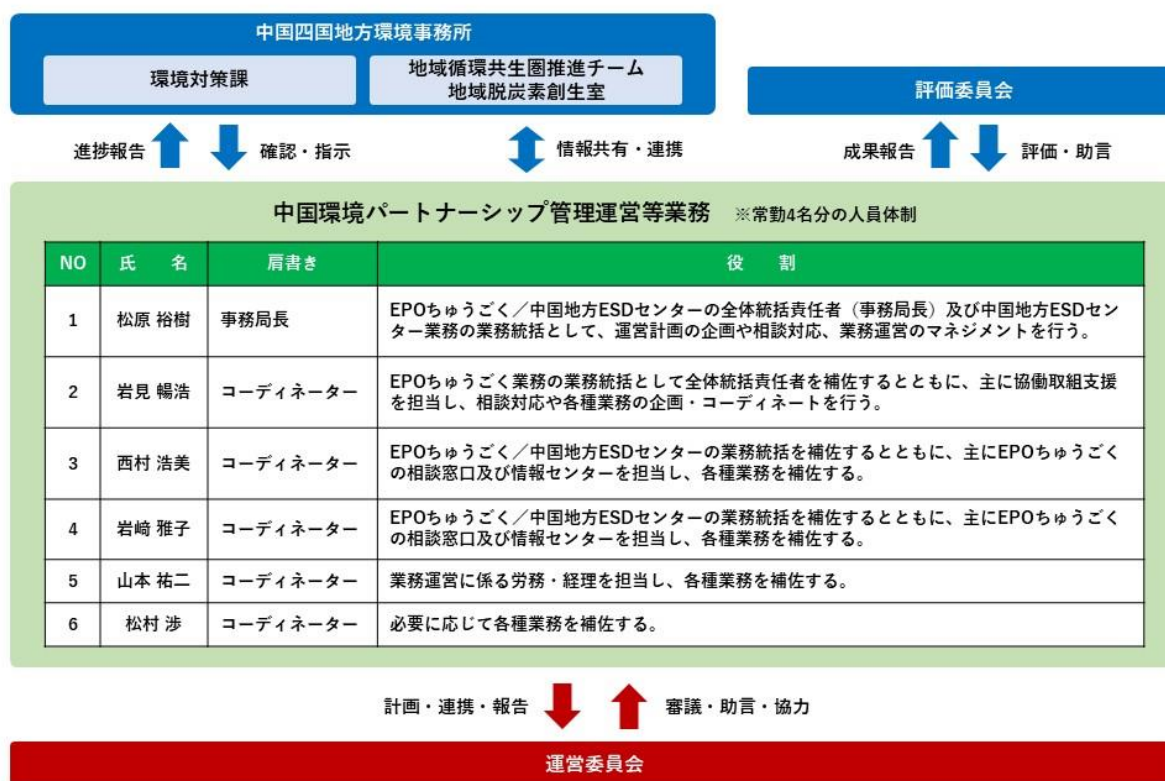 中国四国地方環境事務所
環境対策課
地域循環共生圏推進チーム
地域脱炭素創生室
評価委員会
進捗報告
確認・指示
情報共有・連携
成果報告
評価・助言
中国環境パートナーシップ管理運営等業務 ※常勤4名分の人員体制
NO 氏 名 肩書き 役 割
1 松原 裕樹 事務局長 EPOちゅうごく／中国地方ESDセンターの全体統括責任者（事務局長）及び中国地方ESDセン
ター業務の業務統括として、運営計画の企画や相談対応、業務運営のマネジメントを行う。
2 岩見 暢浩 コーディネーター EPOちゅうごく業務の業務統括として全体統括責任者を補佐するとともに、主に協働取組支援
を担当し、相談対応や各種業務の企画・コーディネートを行う。
3 西村 浩美 コーディネーター EPOちゅうごく／中国地方ESDセンターの業務統括を補佐するとともに、主にEPOちゅうごく
の相談窓口及び情報センターを担当し、各種業務を補佐する。
4 岩﨑 雅子 コーディネーター EPOちゅうごく／中国地方ESDセンターの業務統括を補佐するとともに、主にEPOちゅうごく
の相談窓口及び情報センターを担当し、各種業務を補佐する。
5 山本 祐二 コーディネーター 業務運営に係る労務・経理を担当し、各種業務を補佐する。
6 松村 渉 コーディネーター 必要に応じて各種業務を補佐する。
計画・連携・報告
審議・助言・協力
運営委員会